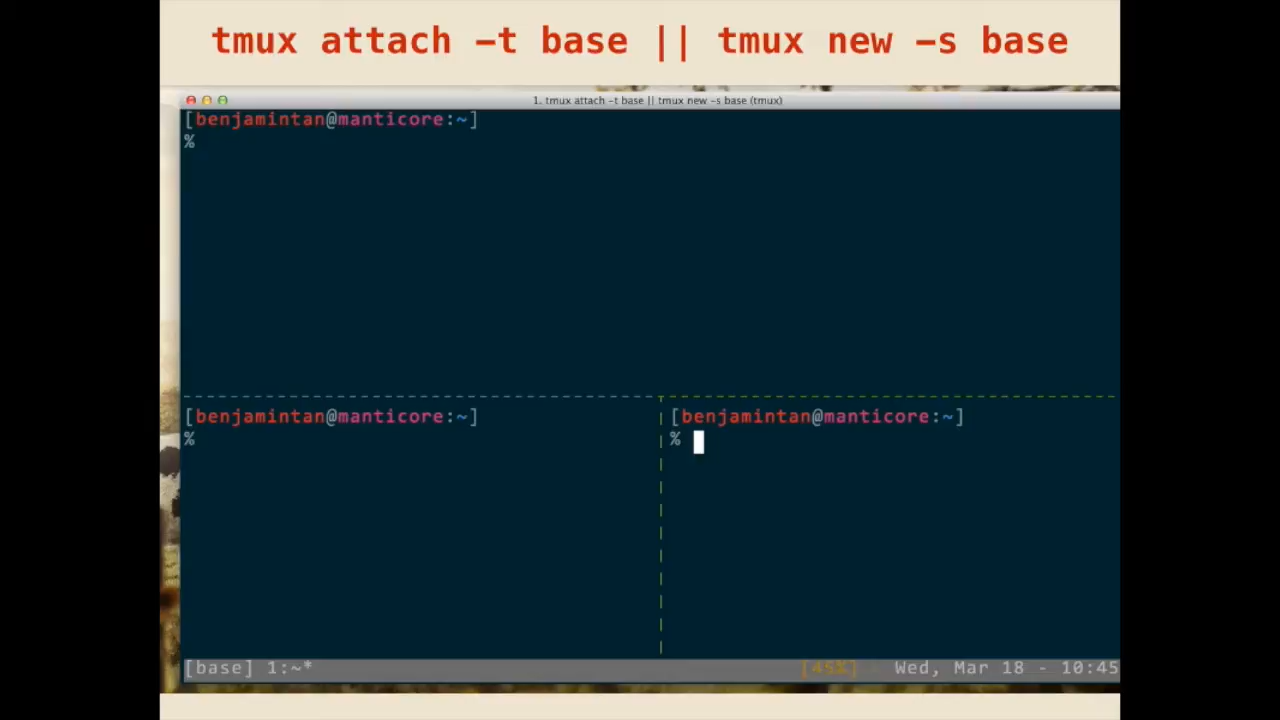 tmux attach -t base || tmux new -s base
1. tmux attach -t base || tmux new -s base (tmux)
[benjamintan@manticore:~]
%
[benjamintan@manticore:~]
%
[benjamintan@manticore:~]
%
[base] 1:~* [45%] - Wed, Mar 18 - 10:45